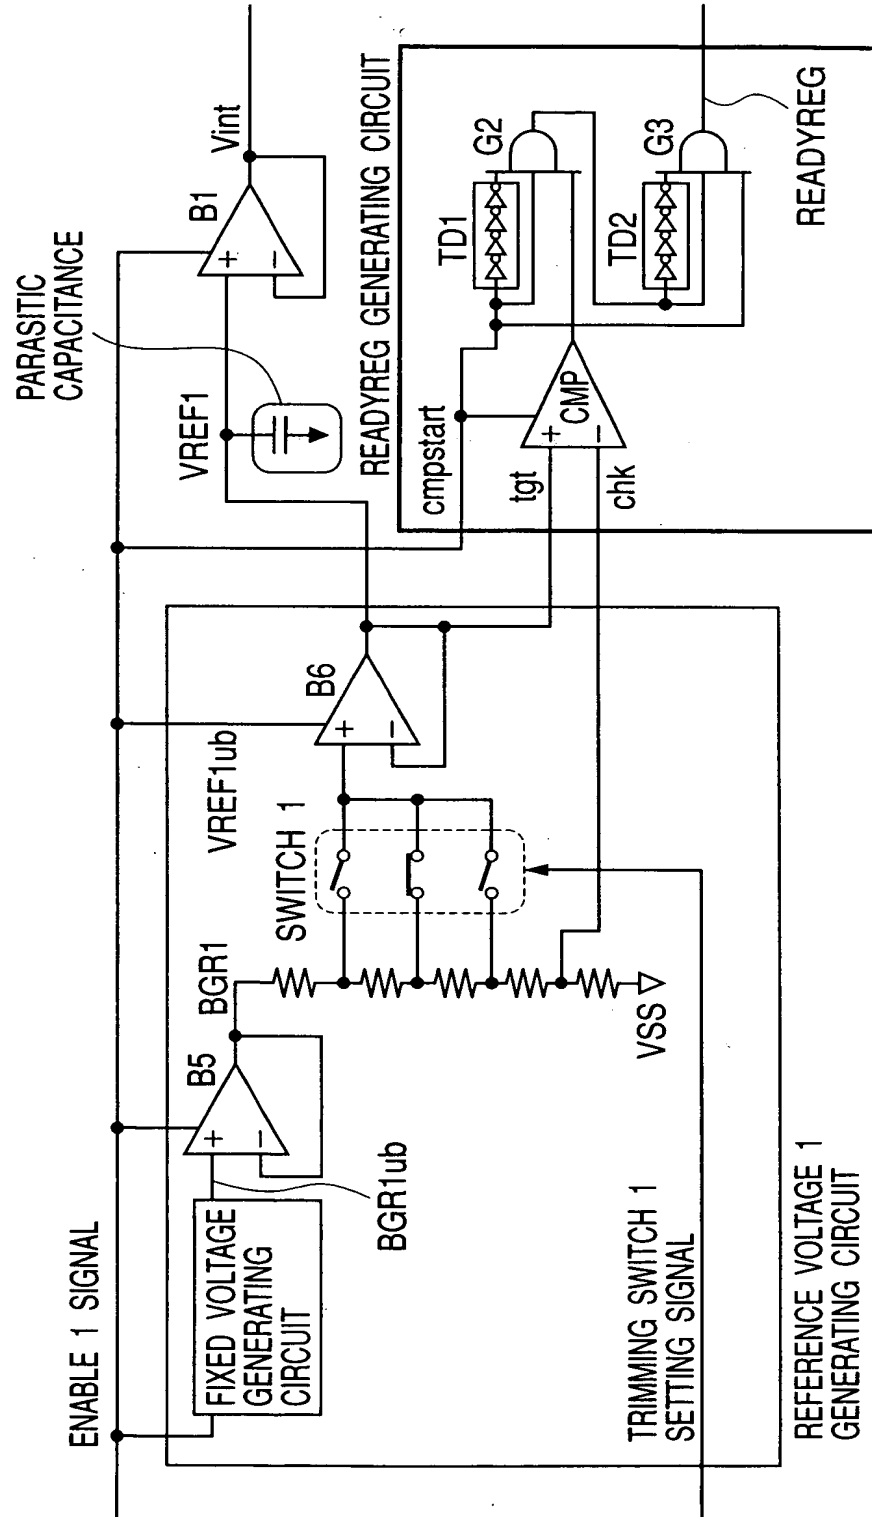 ENABLE 1 SIGNAL
FIXED VOLTAGE
GENERATING
CIRCUIT
BGR1ub
B5
+
−
BGR1
VSS
SWITCH 1
VREF1ub
B6
+
−
TRIMMING SWITCH 1
SETTING SIGNAL
REFERENCE VOLTAGE 1
GENERATING CIRCUIT
PARASITIC
CAPACITANCE
VREF1
B1
+
−
Vint
READYREG GENERATING CIRCUIT
cmpstart
tgt
chk
+
−
CMP
TD1
G2
TD2
G3
READYREG